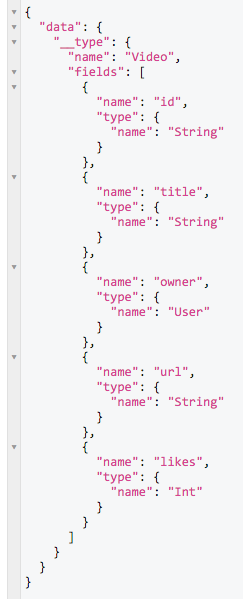 {
  "data": {
    "__type": {
      "name": "Video",
      "fields": [
        {
          "name": "id",
          "type": {
            "name": "String"
          }
        },
        {
          "name": "title",
          "type": {
            "name": "String"
          }
        },
        {
          "name": "owner",
          "type": {
            "name": "User"
          }
        },
        {
          "name": "url",
          "type": {
            "name": "String"
          }
        },
        {
          "name": "likes",
          "type": {
            "name": "Int"
          }
        }
      ]
    }
  }
}